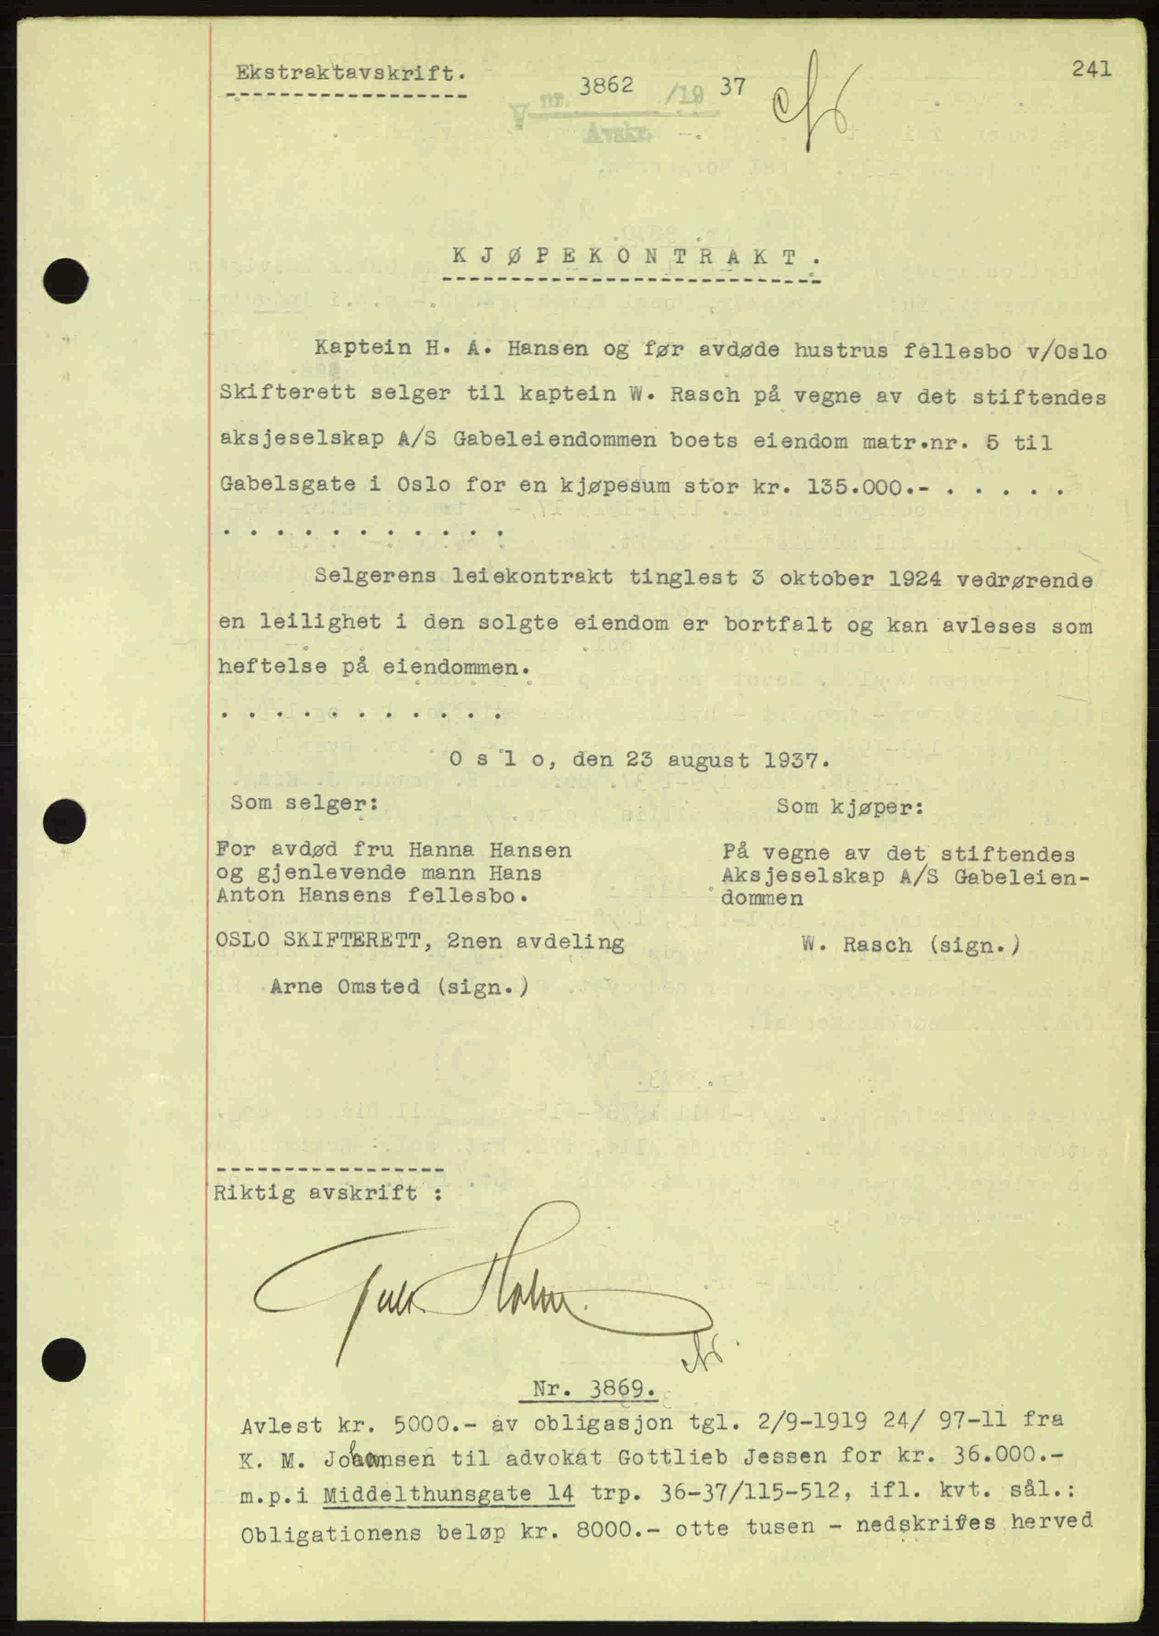 Ekstraktavskrift.
241
nr. 3862 /19 37
Avskr.
KJØPEKONTRAKT.
Kaptein H. A. Hansen og før avdøde hustrus fellesbo v/Oslo
Skifterett selger til kaptein W. Rasch på vegne av det stiftendes
aksjeselskap A/S Gabeleiendommen boets eiendom matr.nr. 5 til
Gabelsgate i Oslo for en kjøpesum stor kr. 135.000.- . . . . .
. . . . . . . . . . .
Selgerens leiekontrakt tinglest 3 oktober 1924 vedrørende
en leilighet i den solgte eiendom er bortfalt og kan avleses som
heftelse på eiendommen.
. . . . . . . . . . .
Oslo, den 23 august 1937.
Som selger:
Som kjøper:
For avdød fru Hanna Hansen
og gjenlevende mann Hans
Anton Hansens fellesbo.
På vegne av det stiftendes
Aksjeselskap A/S Gabeleien-
dommen
OSLO SKIFTERETT, 2nen avdeling
W. Rasch (sign.)
Arne Omsted (sign.)
Riktig avskrift :
Holm
Nr. 3869.
Avlest kr. 5000.- av obligasjon tgl. 2/9-1919 24/ 97-11 fra
K. M. Johansen til advokat Gottlieb Jessen for kr. 36.000.-
m.p.i Middelthunsgate 14 trp. 36-37/115-512, ifl. kvt. sål.:
Obligationens beløp kr. 8000.- otte tusen - nedskrives herved